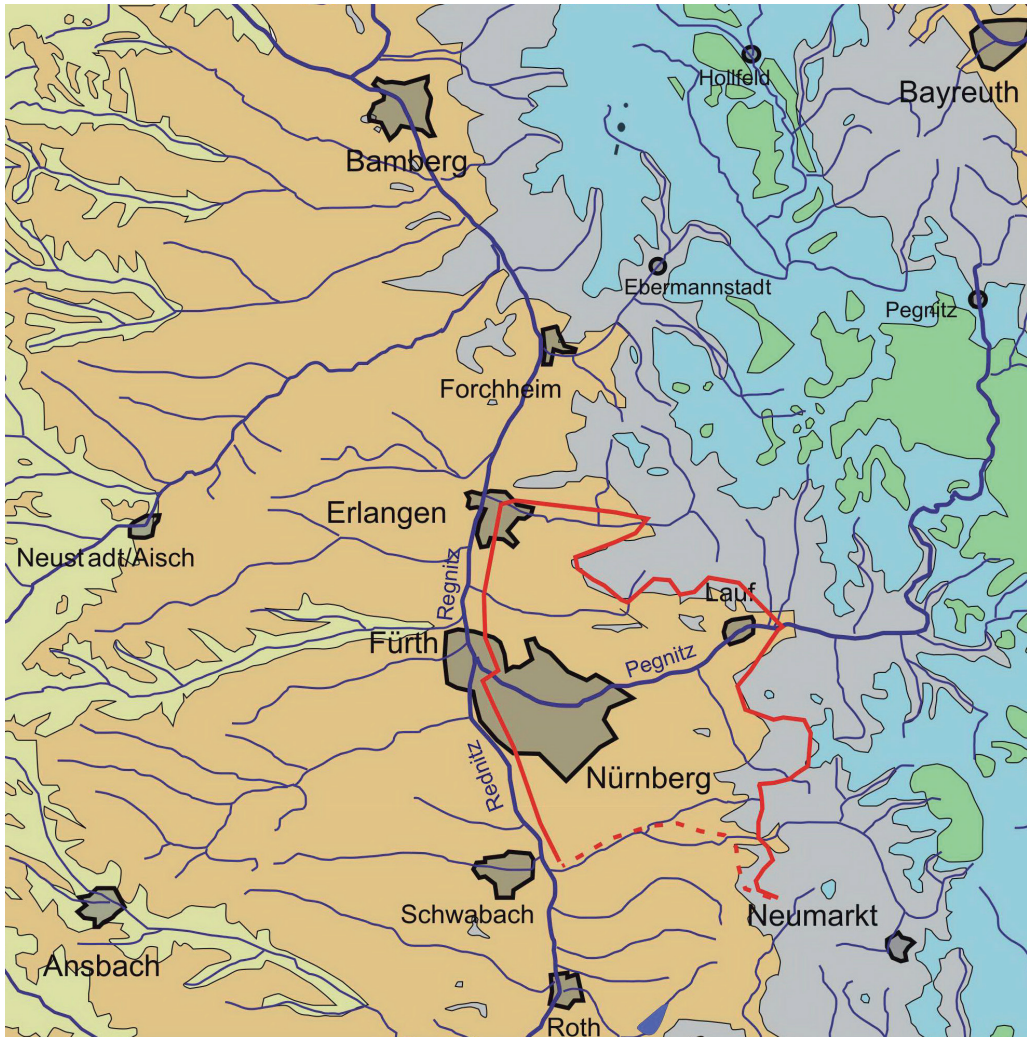 Hollfeld
Bayreuth
Bamberg
Ebermannstadt
Pegnitz
Forchheim
Erlangen
Neustadt/Aisch
Regnitz
Lauf
Fürth
Pegnitz
Rednitz
Nürnberg
Schwabach
Neumarkt
Ansbach
Roth